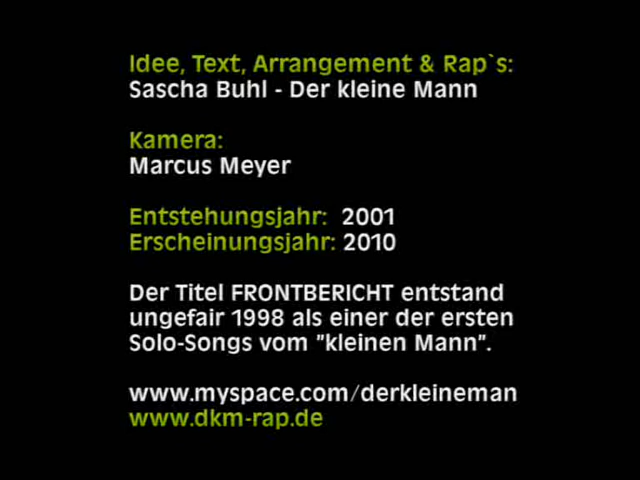 Idee, Text, Arrangement & Rap`s:
Sascha Buhl - Der kleine Mann
Kamera:
Marcus Meyer
Entstehungsjahr: 2001
Erscheinungsjahr: 2010
Der Titel FRONTBERICHT entstand
ungefair 1998 als einer der ersten
Solo-Songs vom "kleinen Mann".
www.myspace.com/derkleineman
www.dkm-rap.de